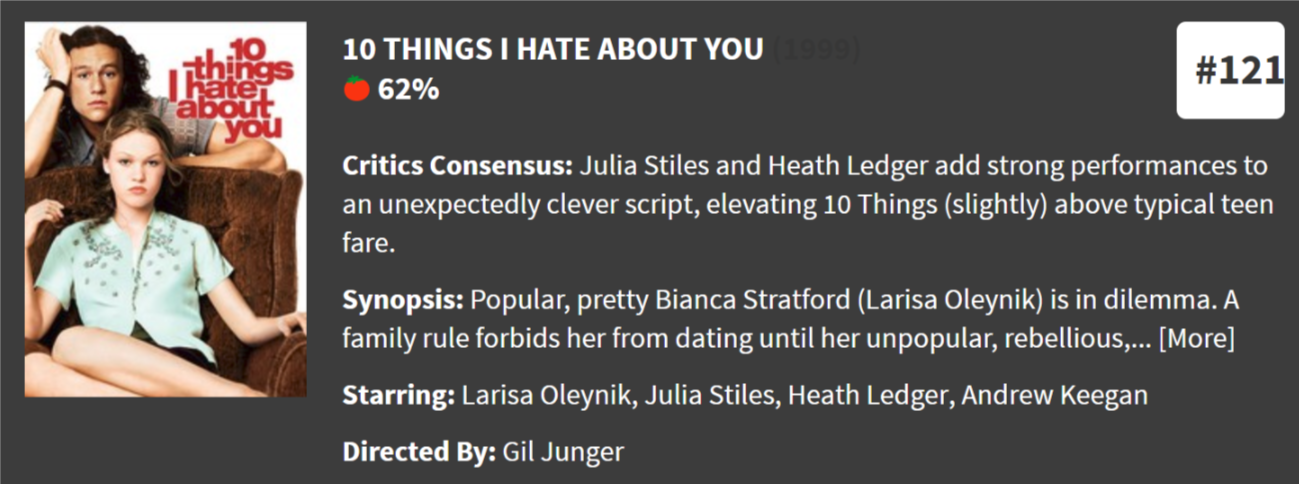 10
things
I hate
about
you
10 THINGS I HATE ABOUT YOU (1999)
62%
#121
Critics Consensus: Julia Stiles and Heath Ledger add strong performances to
an unexpectedly clever script, elevating 10 Things (slightly) above typical teen
fare.
Synopsis: Popular, pretty Bianca Stratford (Larisa Oleynik) is in dilemma. A
family rule forbids her from dating until her unpopular, rebellious,... [More]
Starring: Larisa Oleynik, Julia Stiles, Heath Ledger, Andrew Keegan
Directed By: Gil Junger